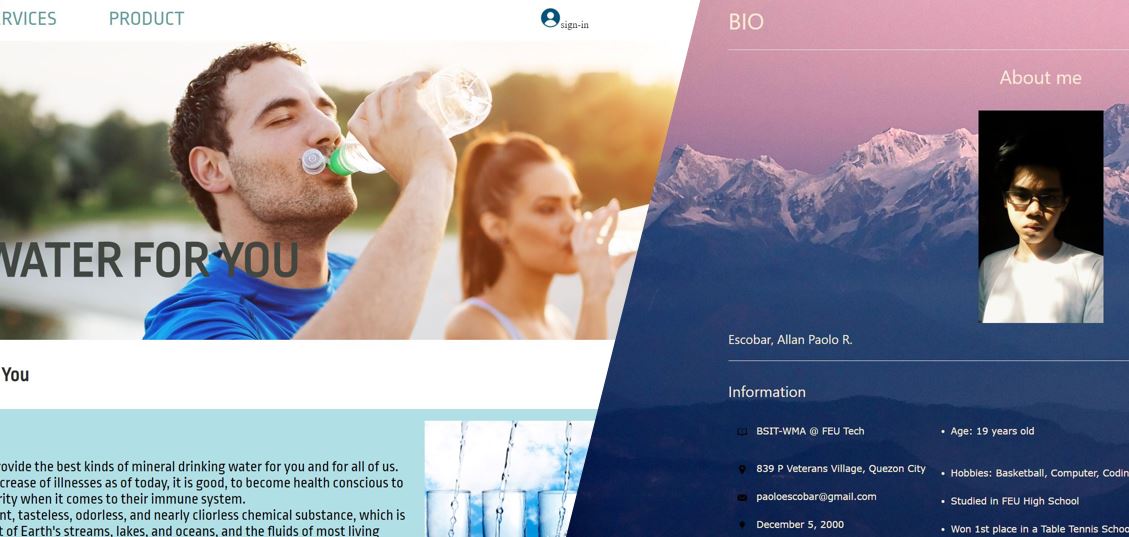 RVICES PRODUCT
sign-in
WATER FOR YOU
You
rovide the best kinds of mineral drinking water for you and for all of us.
crease of illnesses as of today, it is good, to become health conscious to
rity when it comes to their immune system.
nt, tasteless, odorless, and nearly cliorless chemical substance, which is
t of Earth's streams, lakes, and oceans, and the fluids of most living
BIO
About me
Escobar, Allan Paolo R.
Information
BSIT-WMA @ FEU Tech
839 P Veterans Village, Quezon City
paoloescobar@gmail.com
December 5, 2000
• Age: 19 years old
• Hobbies: Basketball, Computer, Codin
• Studied in FEU High School
• Won 1st place in a Table Tennis Schoo